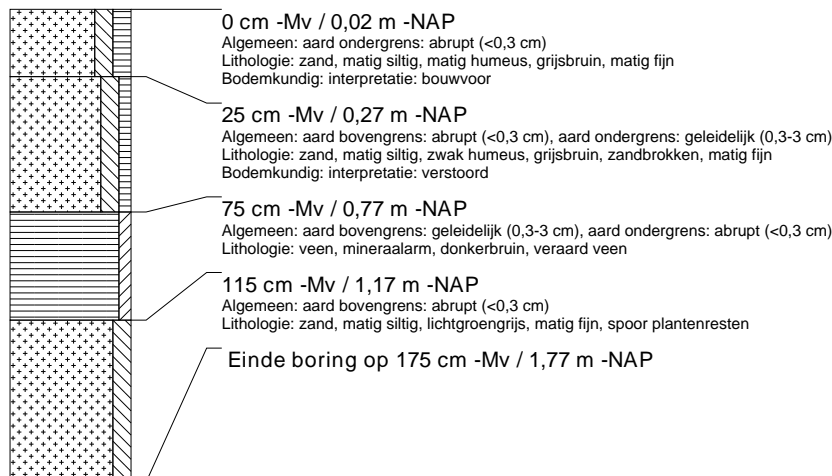 0 cm -Mv / 0,02 m -NAP
Algemeen: aard ondergrens: abrupt (<0,3 cm)
Lithologie: zand, matig siltig, matig humeus, grijsbruin, matig fijn
Bodemkundig: interpretatie: bouwvoor
25 cm -Mv / 0,27 m -NAP
Algemeen: aard bovengrens: abrupt (<0,3 cm), aard ondergrens: geleidelijk (0,3-3 cm)
Lithologie: zand, matig siltig, zwak humeus, grijsbruin, zandbrokken, matig fijn
Bodemkundig: interpretatie: verstoord
75 cm -Mv / 0,77 m -NAP
Algemeen: aard bovengrens: geleidelijk (0,3-3 cm), aard ondergrens: abrupt (<0,3 cm)
Lithologie: veen, mineraalarm, donkerbruin, veraard veen
115 cm -Mv / 1,17 m -NAP
Algemeen: aard bovengrens: abrupt (<0,3 cm)
Lithologie: zand, matig siltig, lichtgroengrijs, matig fijn, spoor plantenresten
Einde boring op 175 cm -Mv / 1,77 m -NAP